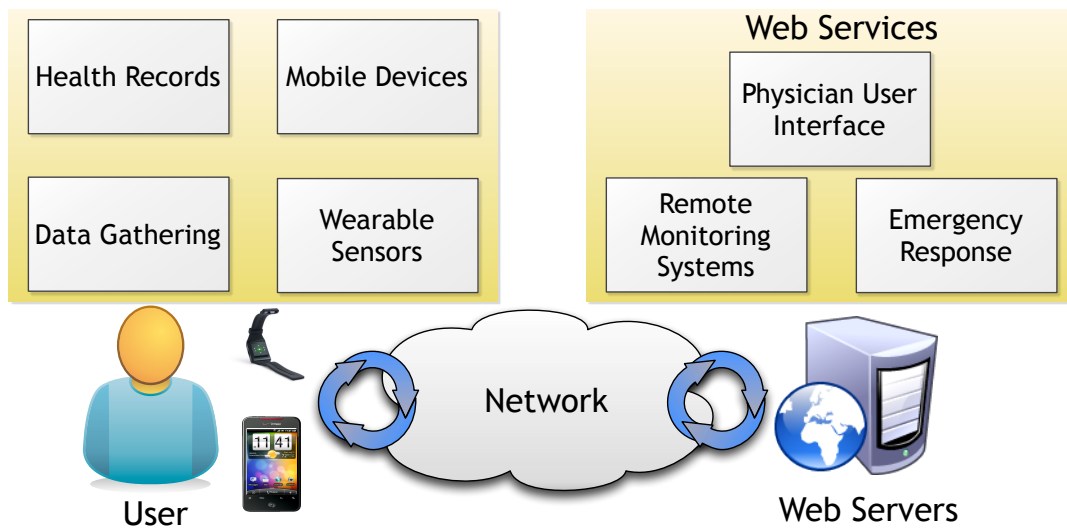 Health Records
Mobile Devices
Data Gathering
Wearable
Sensors
Web Services
Physician User
Interface
Remote
Monitoring
Systems
Emergency
Response
11 41
Network
User
Web Servers